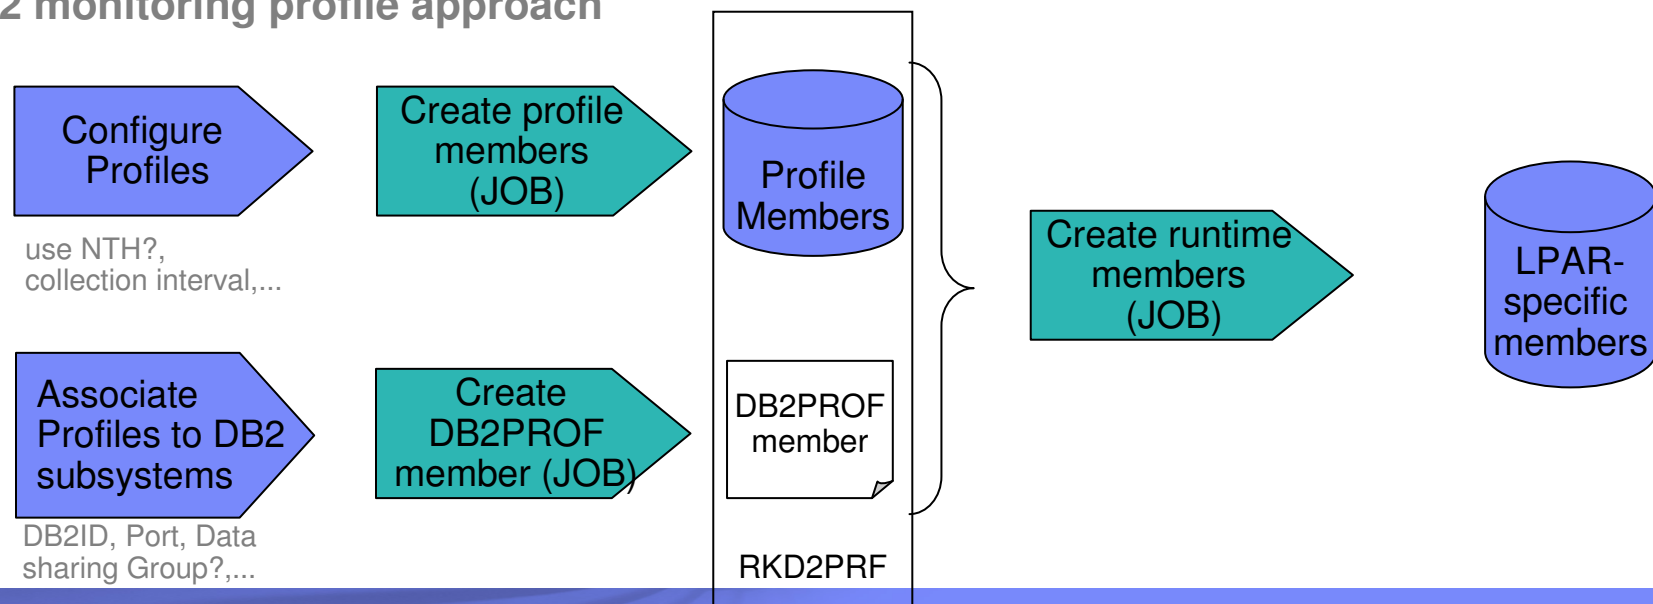 2 monitoring profile approach
Configure
Profiles
use NTH?,
collection interval,...
Create profile
members
(JOB)
Profile
Members
Associate
Profiles to DB2
subsystems
DB2ID, Port, Data
sharing Group?,...
Create
DB2PROF
member (JOB)
DB2PROF
member
RKD2PRF
Create runtime
members
(JOB)
LPAR-
specific
members